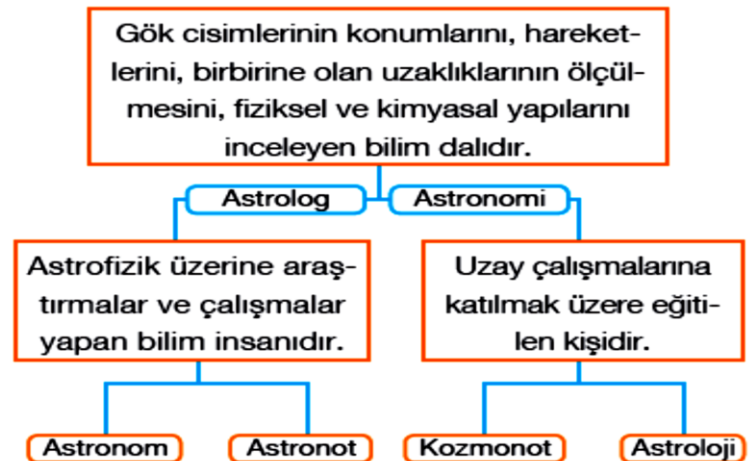 Gök cisimlerinin konumlarını, hareket-
lerini, birbirine olan uzaklıklarının ölçül-
mesini, fiziksel ve kimyasal yapılarını
inceleyen bilim dalıdır.
Astrolog
Astronomi
Astrofizik üzerine araş-
tırmalar ve çalışmalar
yapan bilim insanıdır.
Uzay çalışmalarına
katılmak üzere eğiti-
len kişidir.
Astronom
Astronot
Kozmonot
Astroloji